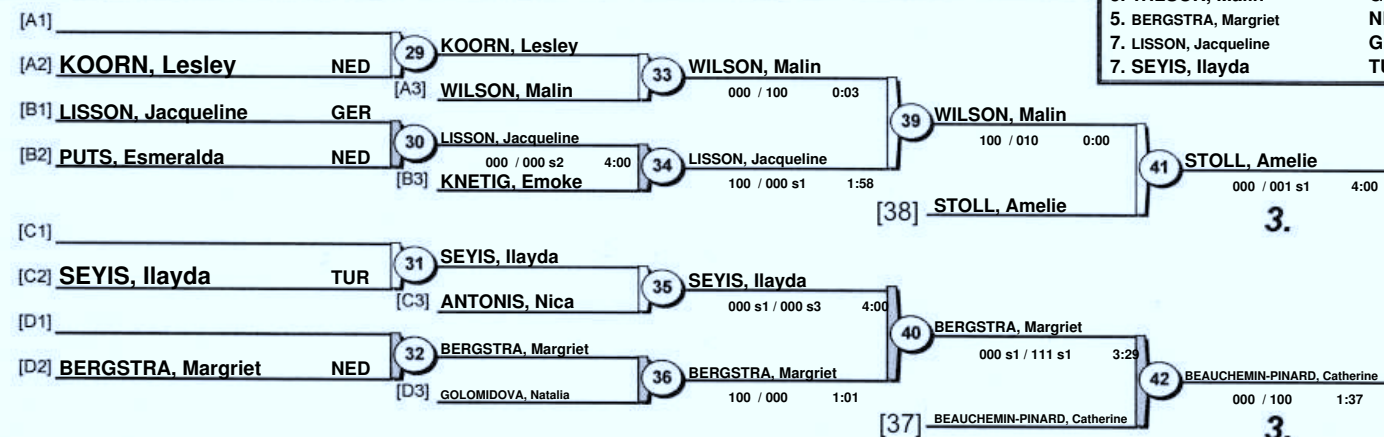 [A1]
[A2] KOORN, Lesley NED
29
KOORN, Lesley
[A3] WILSON, Malin
33
WILSON, Malin
000 / 100 0:03
[B1] LISSON, Jacqueline GER
[B2] PUTS, Esmeralda NED
30
LISSON, Jacqueline
000 / 000 s2 4:00
[B3] KNETIG, Emoke
34
LISSON, Jacqueline
100 / 000 s1 1:58
39
WILSON, Malin
100 / 010 0:00
[38] STOLL, Amelie
41
STOLL, Amelie
000 / 001 s1 4:00
3.
[C1]
[C2] SEYIS, Ilayda TUR
31
SEYIS, Ilayda
[C3] ANTONIS, Nica
35
SEYIS, Ilayda
000 s1 / 000 s3 4:00
[D1]
[D2] BERGSTRA, Margriet NED
32
BERGSTRA, Margriet
[D3] GOLOMIDOVA, Natalia
36
BERGSTRA, Margriet
100 / 000 1:01
40
BERGSTRA, Margriet
000 s1 / 111 s1 3:29
[37] BEAUCHEMIN-PINARD, Catherine
42
BEAUCHEMIN-PINARD, Catherine
000 / 100 1:37
3.
5. BERGSTRA, Margriet
7. LISSON, Jacqueline
7. SEYIS, Ilayda